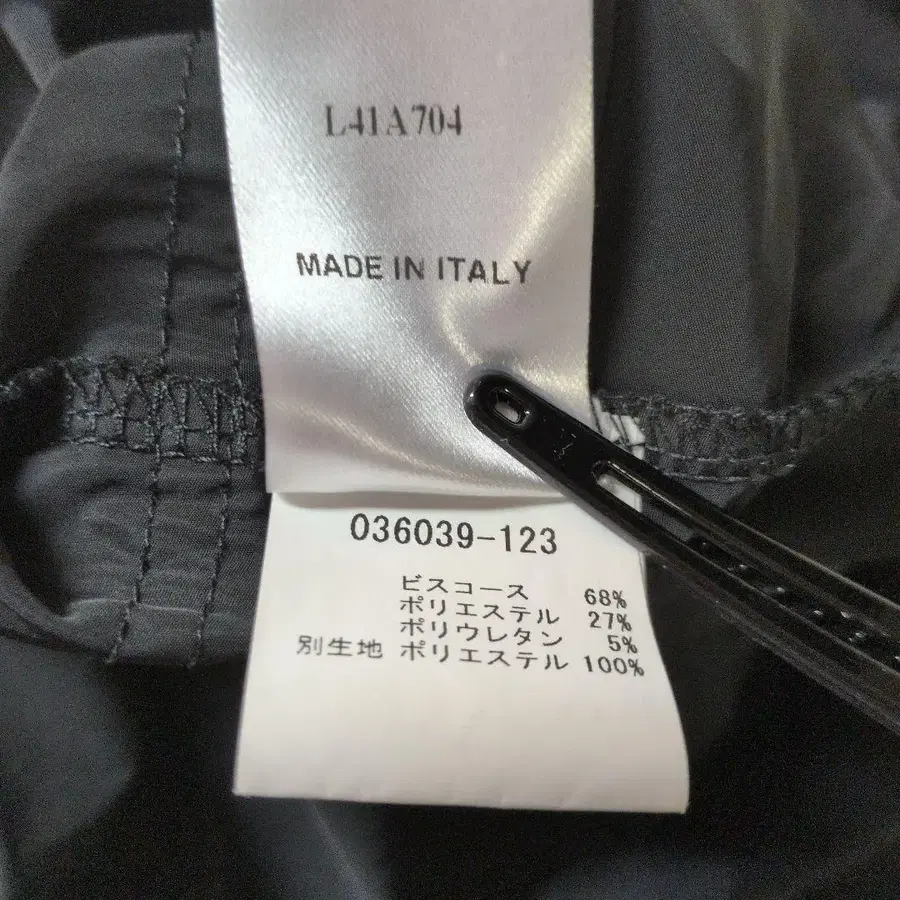 L41A704
MADE IN ITALY
036039-123
ビスコース 68%
ポリエステル 27%
ポリウレタン 5%
別生地 ポリエステル 100%